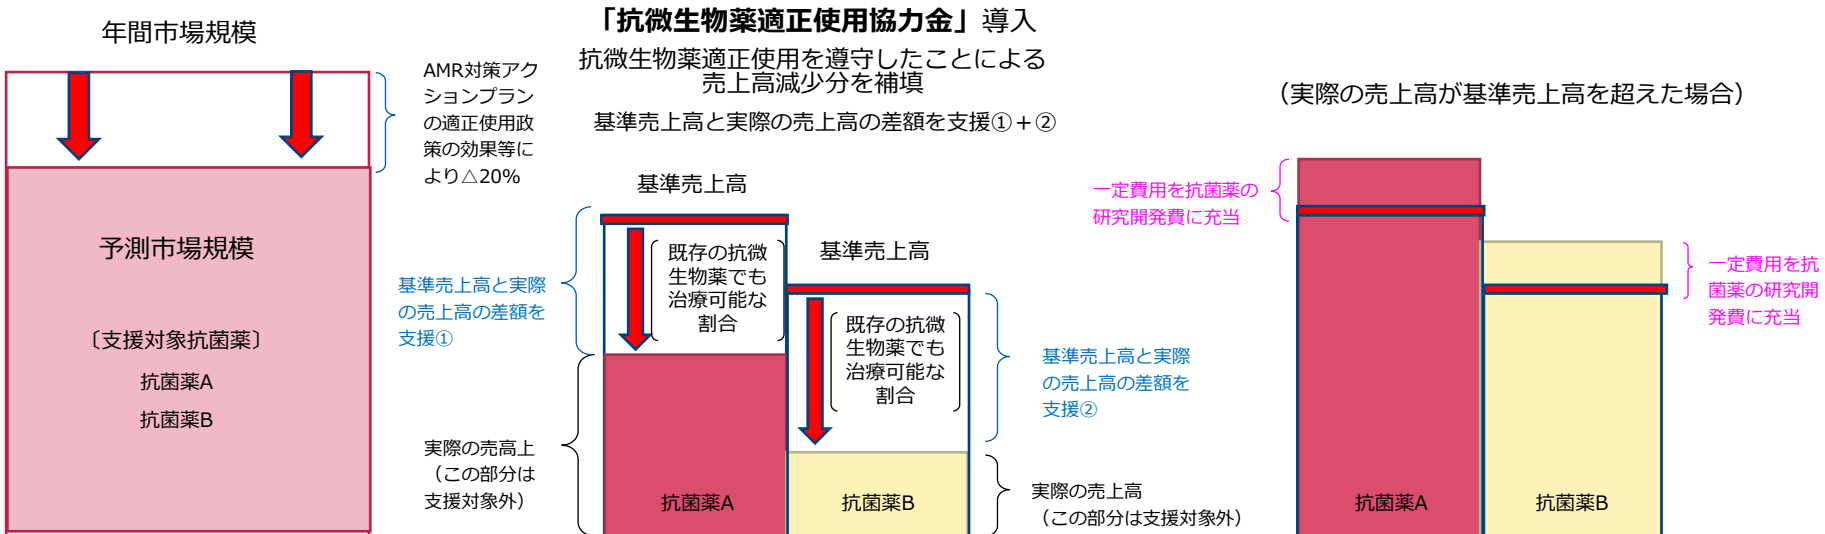 年間市場規模
AMR対策アク
ションプラン
の適正使用政
策の効果等に
より△20%
予測市場規模
〔支援対象抗菌薬〕
抗菌薬A
抗菌薬B
「抗微生物薬適正使用協力金」導入
抗微生物薬適正使用を遵守したことによる
売上高減少分を補填
基準売上高と実際の売上高の差額を支援①＋②
基準売上高
既存の抗微
生物薬でも
治療可能な
割合
基準売上高と実際
の売上高の差額を
支援①
実際の売高上
（この部分は
支援対象外）
抗菌薬A
基準売上高
既存の抗微
生物薬でも
治療可能な
割合
基準売上高と実際
の売上高の差額を
支援②
実際の売上高
（この部分は支援対象外）
抗菌薬B
（実際の売上高が基準売上高を超えた場合）
一定費用を抗菌薬の
研究開発費に充当
一定費用を抗
菌薬の研究開
発費に充当
抗菌薬A
抗菌薬B